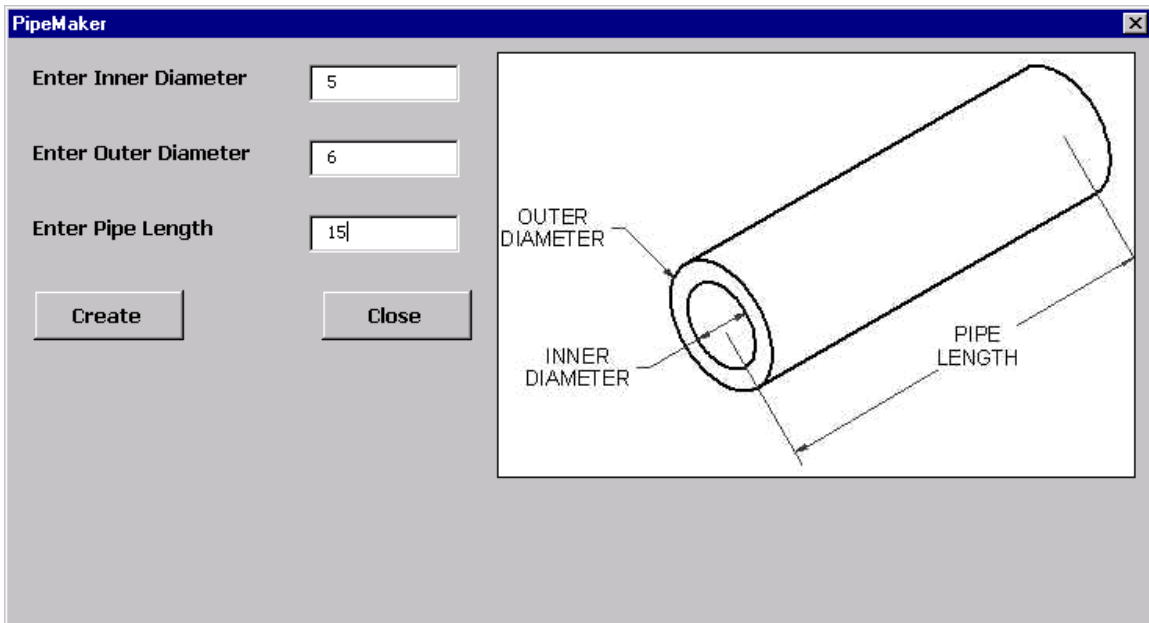 PipeMaker
Enter Inner Diameter
5
Enter Outer Diameter
6
Enter Pipe Length
15
Create
Close
OUTER
DIAMETER
INNER
DIAMETER
PIPE
LENGTH